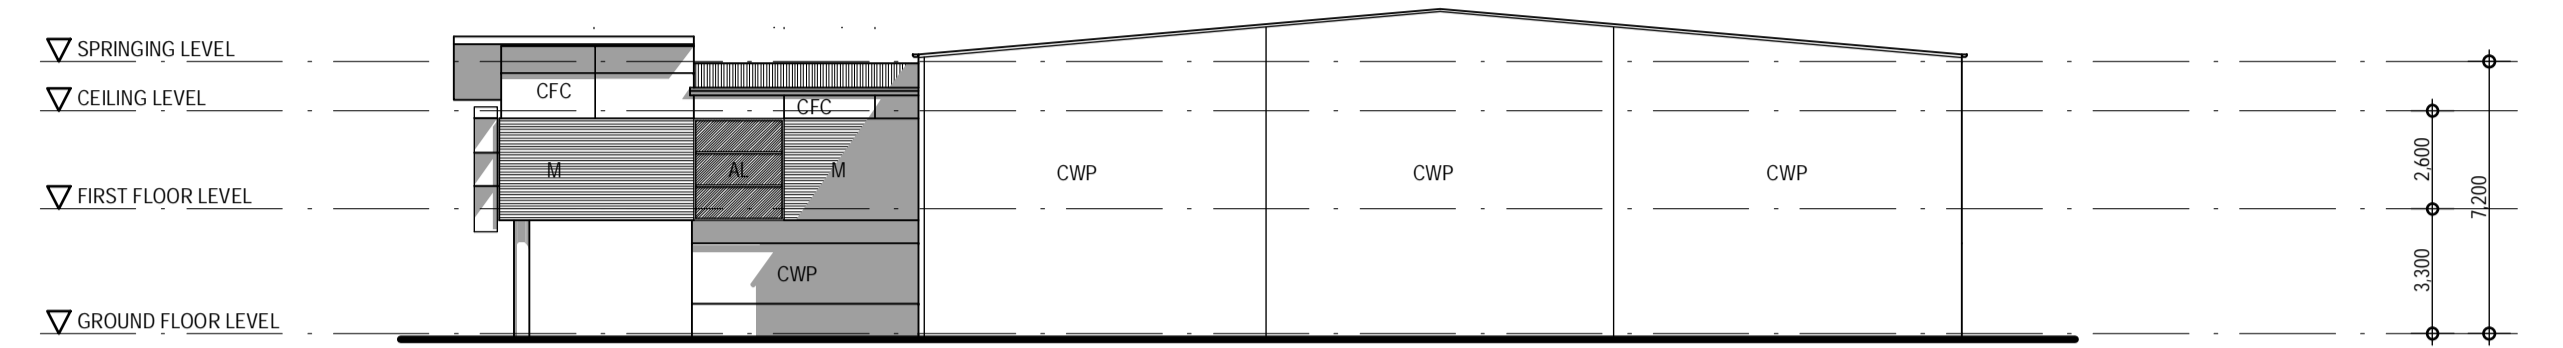 SPRINGING LEVEL
CEILING LEVEL
FIRST FLOOR LEVEL
GROUND FLOOR LEVEL
CFC
CFC
M
AL
M
CWP
CWP
CWP
CWP
2,600
7,200
3,300